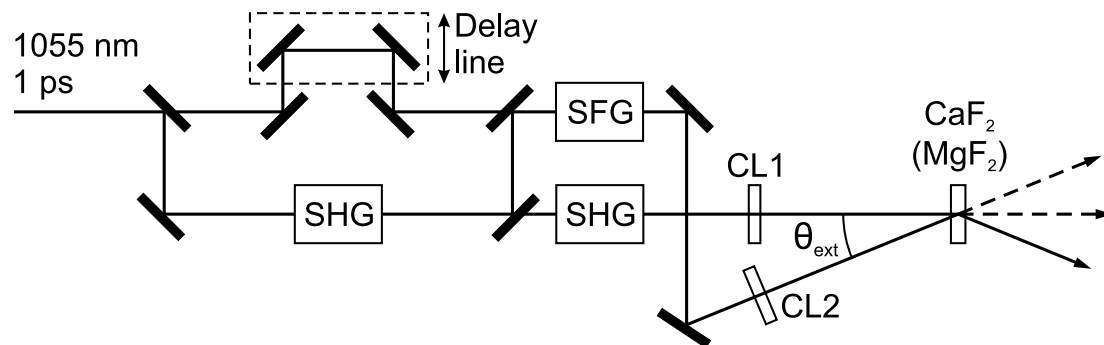 1055 nm
1 ps
Delay
line
SFG
CaF₂
(MgF₂)
CL1
SHG
SHG
θext
CL2